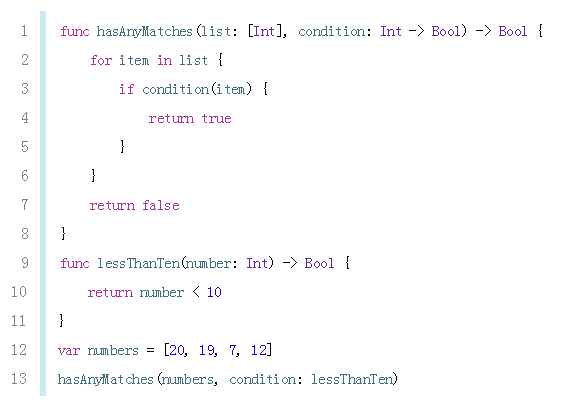 1 func hasAnyMatches(list: [Int], condition: Int -> Bool) -> Bool {
2 for item in list {
3 if condition(item) {
4 return true
5 }
6 }
7 return false
8 }
9 func lessThanTen(number: Int) -> Bool {
10 return number < 10
11 }
12 var numbers = [20, 19, 7, 12]
13 hasAnyMatches(numbers, condition: lessThanTen)